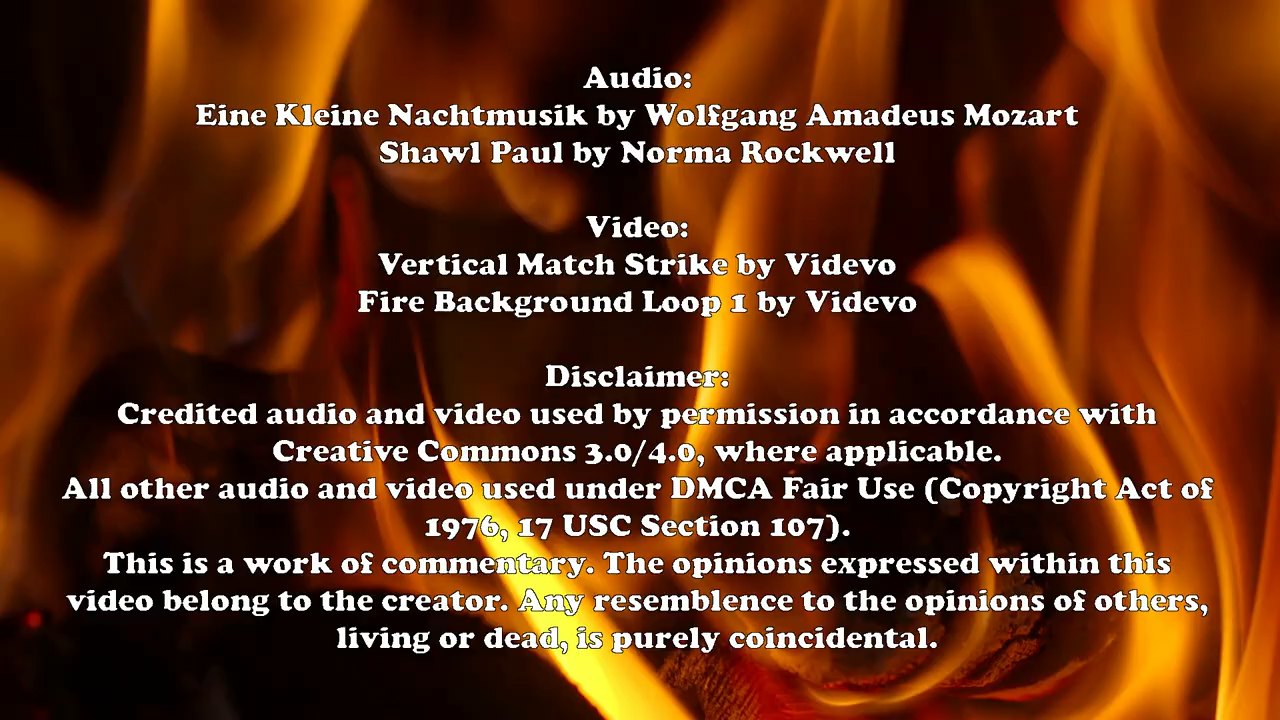 Audio:
Eine Kleine Nachtmusik by Wolfgang Amadeus Mozart
Shawl Paul by Norma Rockwell
Video:
Vertical Match Strike by Videvo
Fire Background Loop 1 by Videvo
Disclaimer:
Credited audio and video used by permission in accordance with
Creative Commons 3.0/4.0, where applicable.
All other audio and video used under DMCA Fair Use (Copyright Act of
1976, 17 USC Section 107).
This is a work of commentary. The opinions expressed within this
video belong to the creator. Any resemblence to the opinions of others,
living or dead, is purely coincidental.